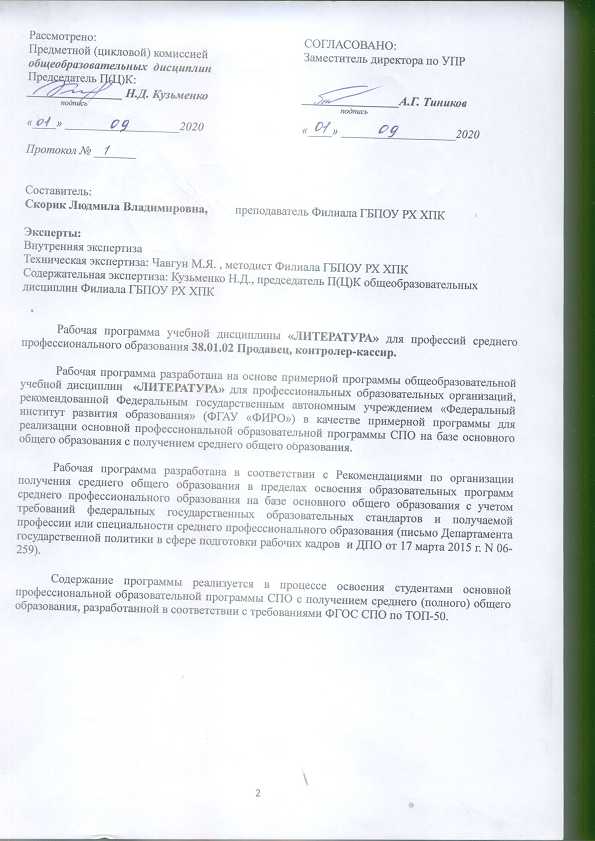 Рассмотрено:
Предметной (цикловой) комиссией
общеобразовательных дисциплин
Председатель П(Ц)К:
Н.Д. Кузьменко
подпись
«01» 09 2020
Протокол № 1
СОГЛАСОВАНО:
Заместитель директора по УПР
А.Г. Тиников
подпись
«01» 09 2020
Составитель:
Скорик Людмила Владимировна, преподаватель Филиала ГБПОУ РХ ХПК
Эксперты:
Внутренняя экспертиза
Техническая экспертиза: Чавгун М.Я. , методист Филиала ГБПОУ РХ ХПК
Содержательная экспертиза: Кузьменко Н.Д., председатель П(Ц)К общеобразовательных
дисциплин Филиала ГБПОУ РХ ХПК
Рабочая программа учебной дисциплины «ЛИТЕРАТУРА» для профессий среднего
профессионального образования 38.01.02 Продавец, контролер-кассир.
Рабочая программа разработана на основе примерной программы общеобразовательной
учебной дисциплин «ЛИТЕРАТУРА» для профессиональных образовательных организаций,
рекомендованной Федеральным государственным автономным учреждением «Федеральный
институт развития образования» (ФГАУ «ФИРО») в качестве примерной программы для
реализации основной профессиональной образовательной программы СПО на базе основного
общего образования с получением среднего общего образования.
Рабочая программа разработана в соответствии с Рекомендациями по организации
получения среднего общего образования в пределах освоения образовательных программ
среднего профессионального образования на базе основного общего образования с учетом
требований федеральных государственных образовательных стандартов и получаемой
профессии или специальности среднего профессионального образования (письмо Департамента
государственной политики в сфере подготовки рабочих кадров и ДПО от 17 марта 2015 г. N 06-
259).
Содержание программы реализуется в процессе освоения студентами основной
профессиональной образовательной программы СПО с получением среднего (полного) общего
образования, разработанной в соответствии с требованиями ФГОС СПО по ТОП-50.
2